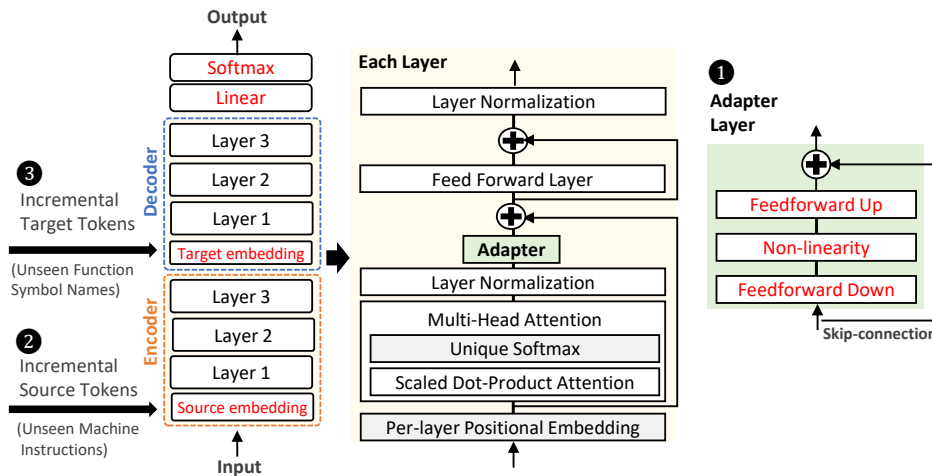 Output
Softmax
Linear
Decoder
Layer 3
Layer 2
Layer 1
Target embedding
3
Incremental
Target Tokens
(Unseen Function
Symbol Names)
Encoder
Layer 3
Layer 2
Layer 1
Source embedding
2
Incremental
Source Tokens
(Unseen Machine
Instructions)
Input
Each Layer
Layer Normalization
Feed Forward Layer
Adapter
Layer Normalization
Multi-Head Attention
Unique Softmax
Scaled Dot-Product Attention
Per-layer Positional Embedding
1
Adapter
Layer
Feedforward Up
Non-linearity
Feedforward Down
Skip-connection